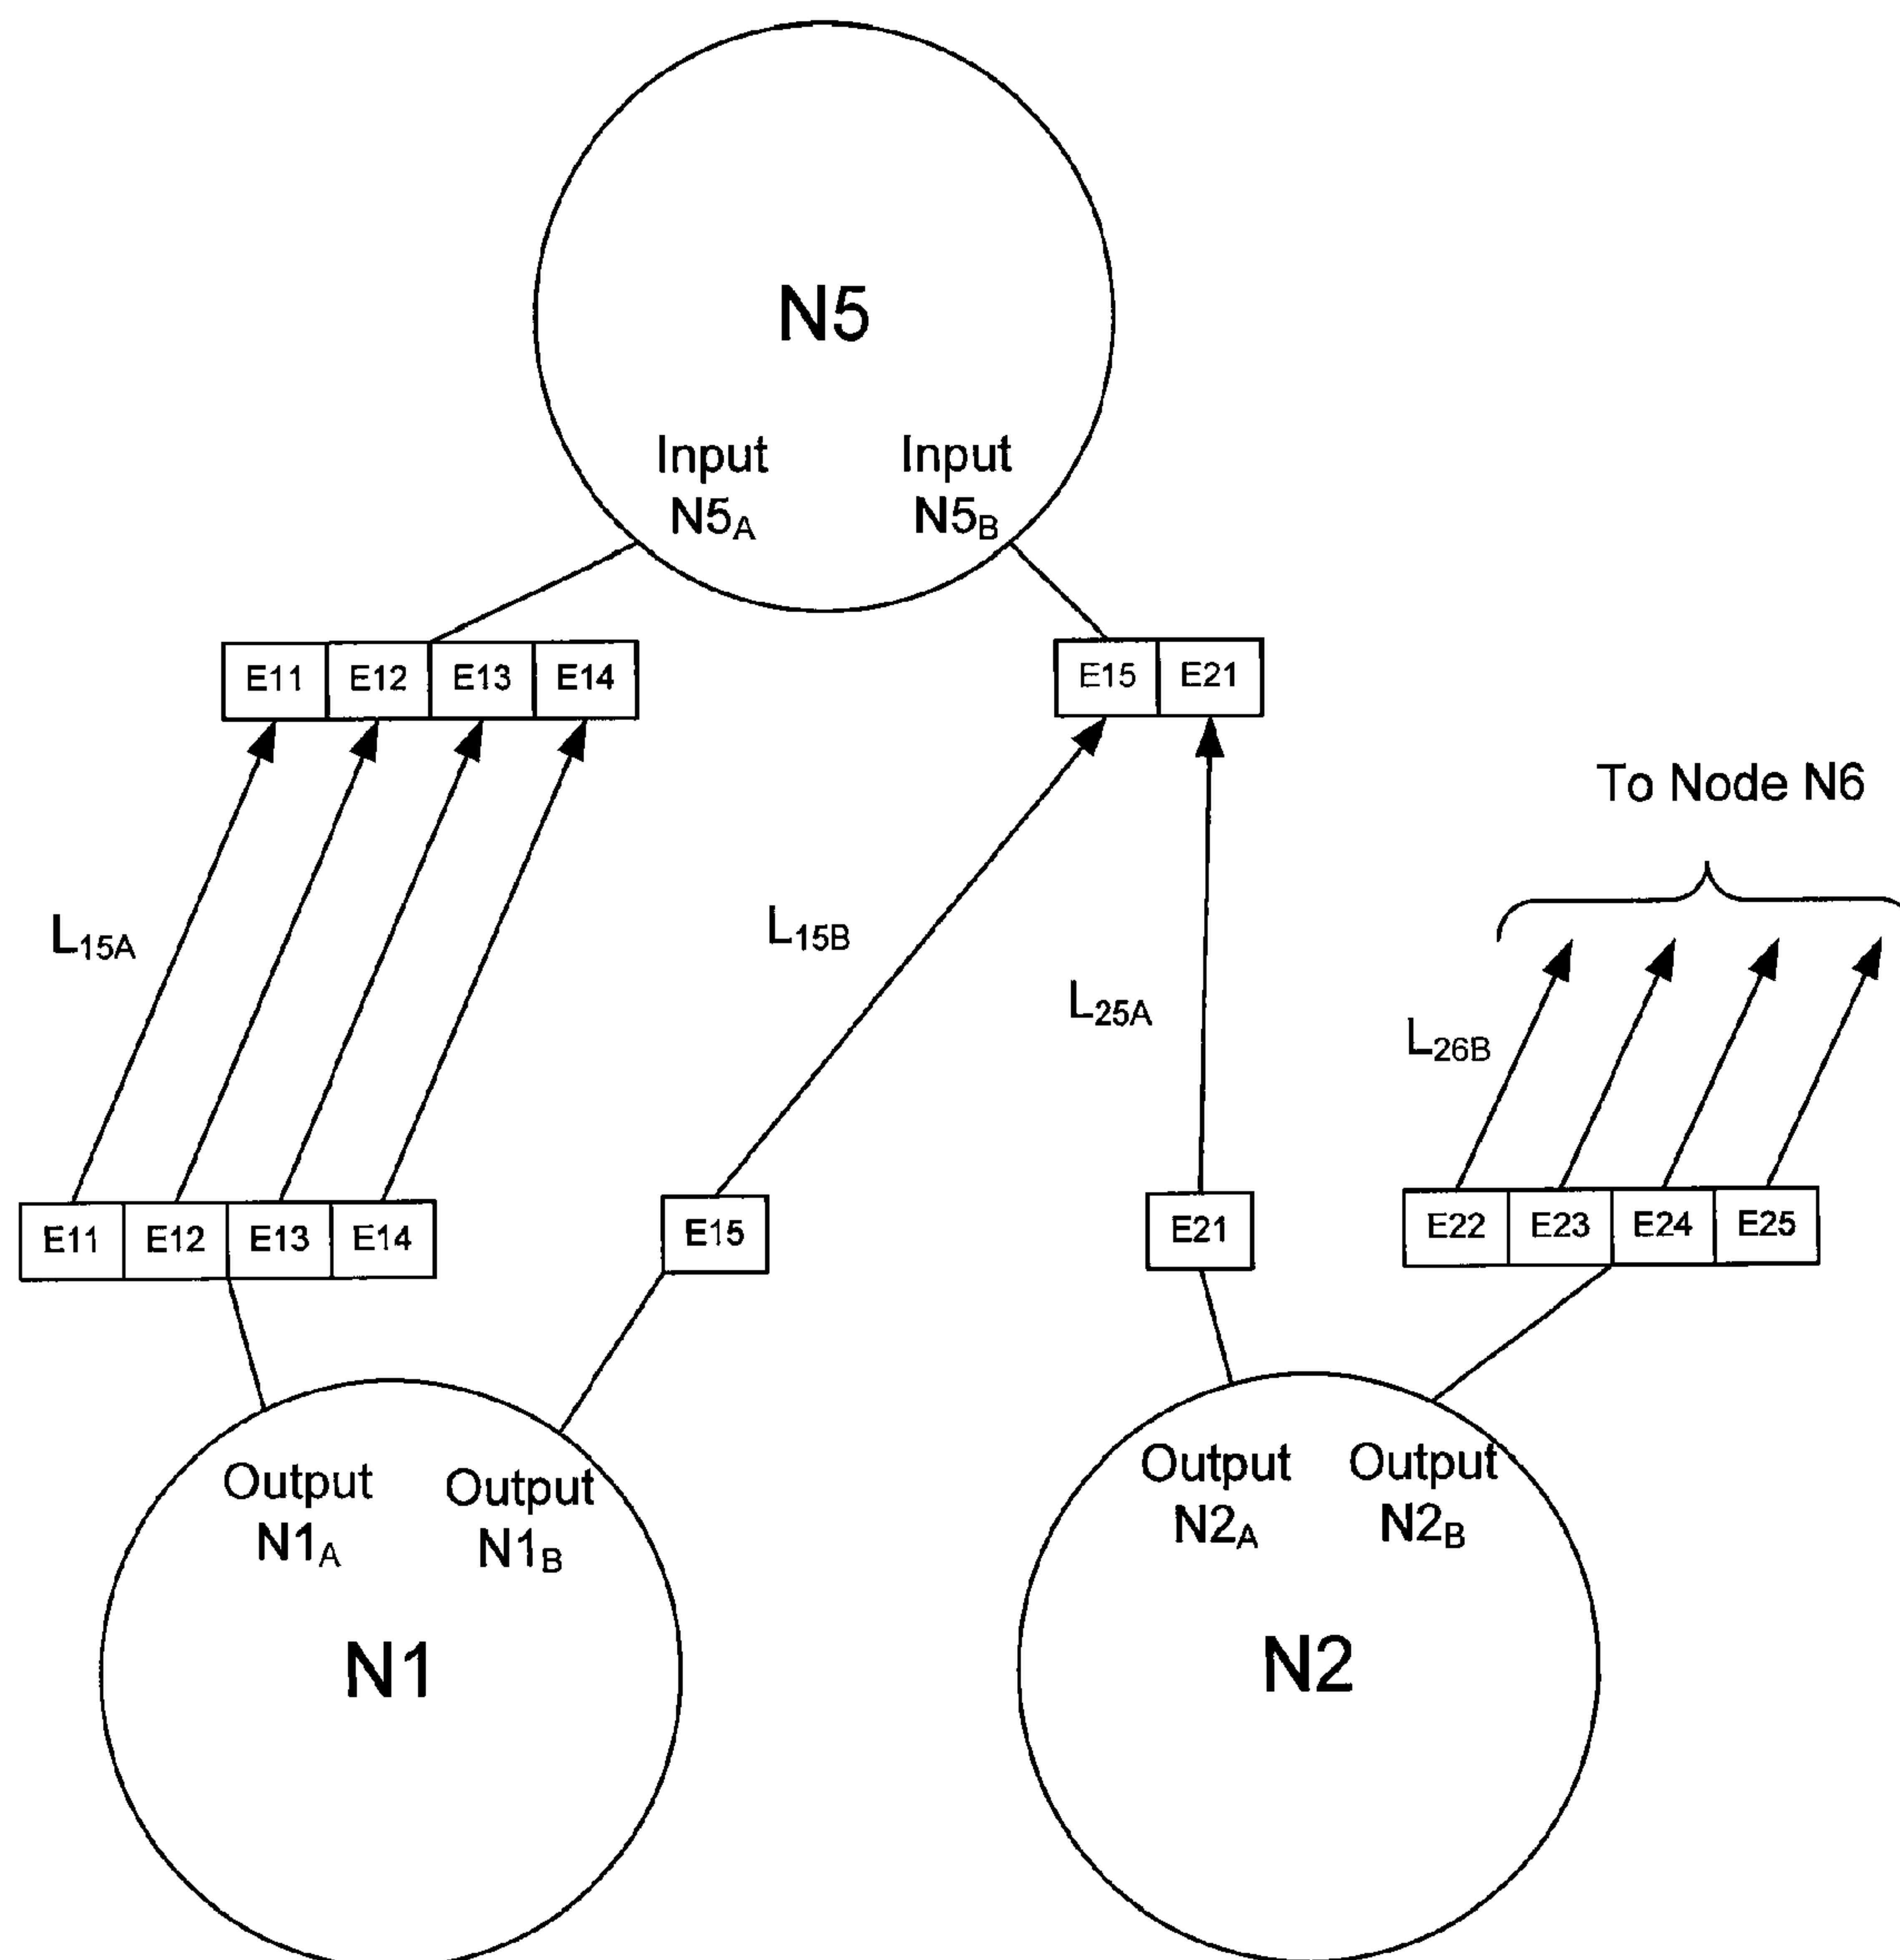 N5
Input Input
N5A N5B
E11 E12 E13 E14 E15 E21
To Node N6
L15A L15B L25A L26B
E11 E12 E13 E14 E15 E21 E22 E23 E24 E25
Output Output Output Output
N1A N1B N2A N2B
N1 N2